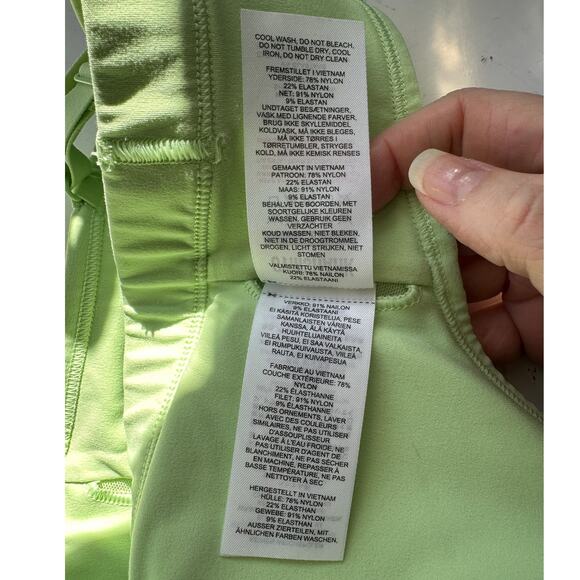 COOL WASH, DO NOT BLEACH,
DO NOT TUMBLE DRY, COOL
IRON, DO NOT DRY CLEAN
FREMSTILLET I VIETNAM
YDERSIDE: 78% NYLON
22% ELASTAN
NET: 91% NYLON
9% ELASTAN
UNDTAGET BESÆTNINGER,
VASK MED LIGNENDE FARVER,
BRUG IKKE SKYLLEMIDDEL
KOLDVASK, MÅ IKKE BLEGES,
MÅ IKKE TØRRES I
TØRRETUMBLER, STRYGES
KOLD, MÅ IKKE KEMISK RENSES
GEMAAKT IN VIETNAM
PATROON: 78% NYLON
22% ELASTAN
MAAS: 91% NYLON
9% ELASTAN
BEHALVE DE BOORDEN, MET
SOORTGELIJKE KLEUREN
WASSEN, GEBRUIK GEEN
VERZACHTER
KOUD WASSEN, NIET BLEKEN,
NIET IN DE DROOGTROMMEL
DROGEN, LICHT STRIJKEN, NIET
STOMEN
VALMISTETTU VIETNAMISSA
KUORI: 78% NAILON
22% ELASTAANI
VERKKO: 91% NAILON
9% ELASTAANI
EI KÄSITÄ KORISTELUJA, PESE
SAMANLAISTEN VÄRIEN
KANSSA, ÄLÄ KÄYTÄ
HUUHTELUAINEITA
VIILEÄ PESU, EI SAA VALKAISTA,
EI RUMPUKUIVAUSTA, VIILEÄ
RAUTA, EI KUIVAPESUA
FABRIQUÉ AU VIETNAM
COUCHE EXTÉRIEURE: 78%
NYLON
22% ÉLASTHANNE
FILET: 91% NYLON
9% ÉLASTHANNE
HORS ORNEMENTS, LAVER
AVEC DES COULEURS
SIMILAIRES, NE PAS UTILISER
D'ASSOUPLISSEUR
LAVAGE À L'EAU FROIDE, NE
PAS UTILISER D'AGENT DE
BLANCHIMENT, NE PAS SÉCHER
EN MACHINE, REPASSER À
BASSE TEMPÉRATURE, NE PAS
NETTOYER À SEC
HERGESTELLT IN VIETNAM
HÜLLE: 78% NYLON
22% ELASTHAN
GEWEBE: 91% NYLON
9% ELASTHAN
AUSSER ZIERTEILEN, MIT
ÄHNLICHEN FARBEN WASCHEN,